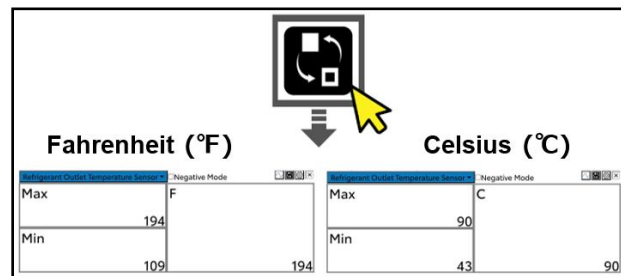 Fahrenheit (℉)
Celsius (℃)
Refrigerant Outlet Temperature Sensor
Negative Mode
Max
194
F
Min
109
194
Refrigerant Outlet Temperature Sensor
Negative Mode
Max
90
C
Min
43
90